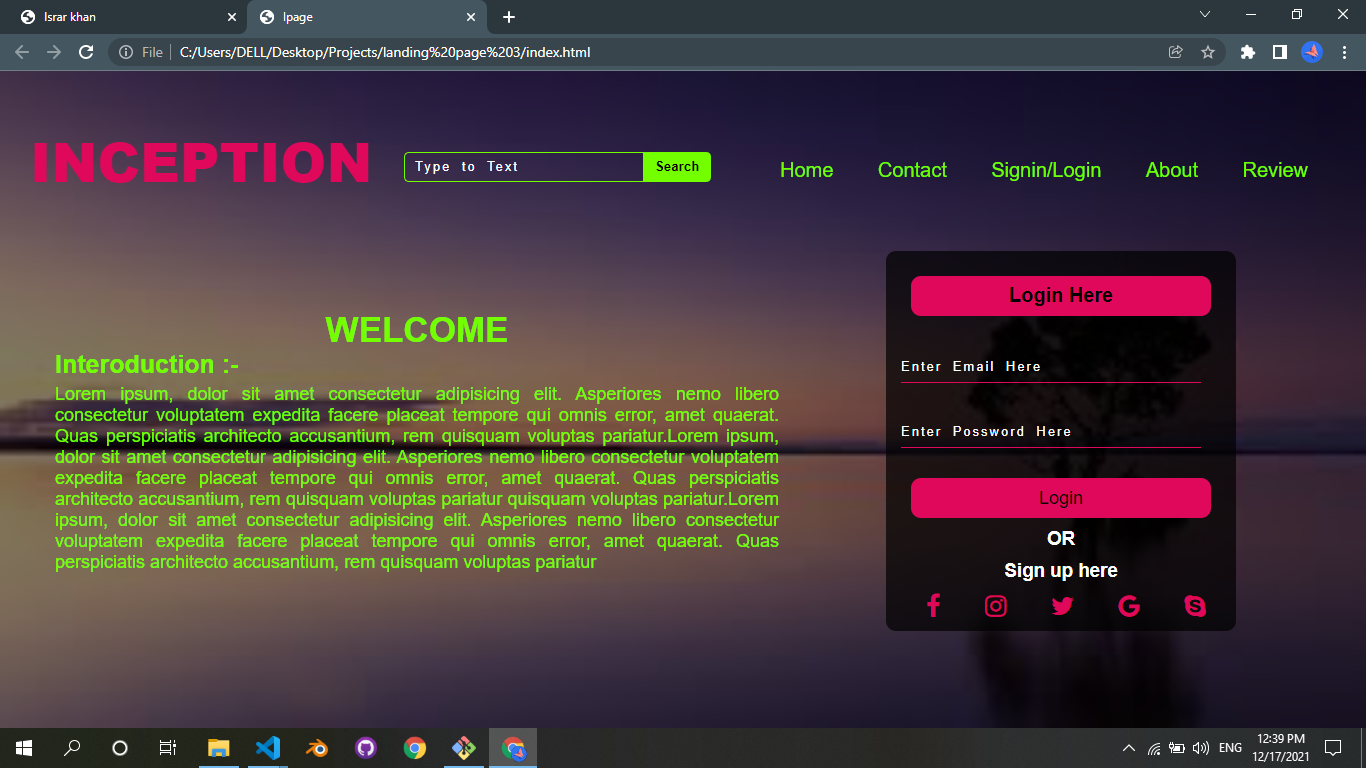 Israr khan
Ipage
File
C:/Users/DELL/Desktop/Projects/landing%20page%203/index.html
INCEPTION
Type to Text
Search
Home
Contact
Signin/Login
About
Review
WELCOME
Interoduction :-
Lorem ipsum, dolor sit amet consectetur adipisicing elit. Asperiores nemo libero
consectetur voluptatem expedita facere placeat tempore qui omnis error, amet quaerat.
Quas perspiciatis architecto accusantium, rem quisquam voluptas pariatur.Lorem ipsum,
dolor sit amet consectetur adipisicing elit. Asperiores nemo libero consectetur voluptatem
expedita facere placeat tempore qui omnis error, amet quaerat. Quas perspiciatis
architecto accusantium, rem quisquam voluptas pariatur quisquam voluptas pariatur.Lorem
ipsum, dolor sit amet consectetur adipisicing elit. Asperiores nemo libero consectetur
voluptatem expedita facere placeat tempore qui omnis error, amet quaerat. Quas
perspiciatis architecto accusantium, rem quisquam voluptas pariatur
Login Here
Enter Email Here
Enter Possword Here
Login
OR
Sign up here
ENG
12:39 PM
12/17/2021